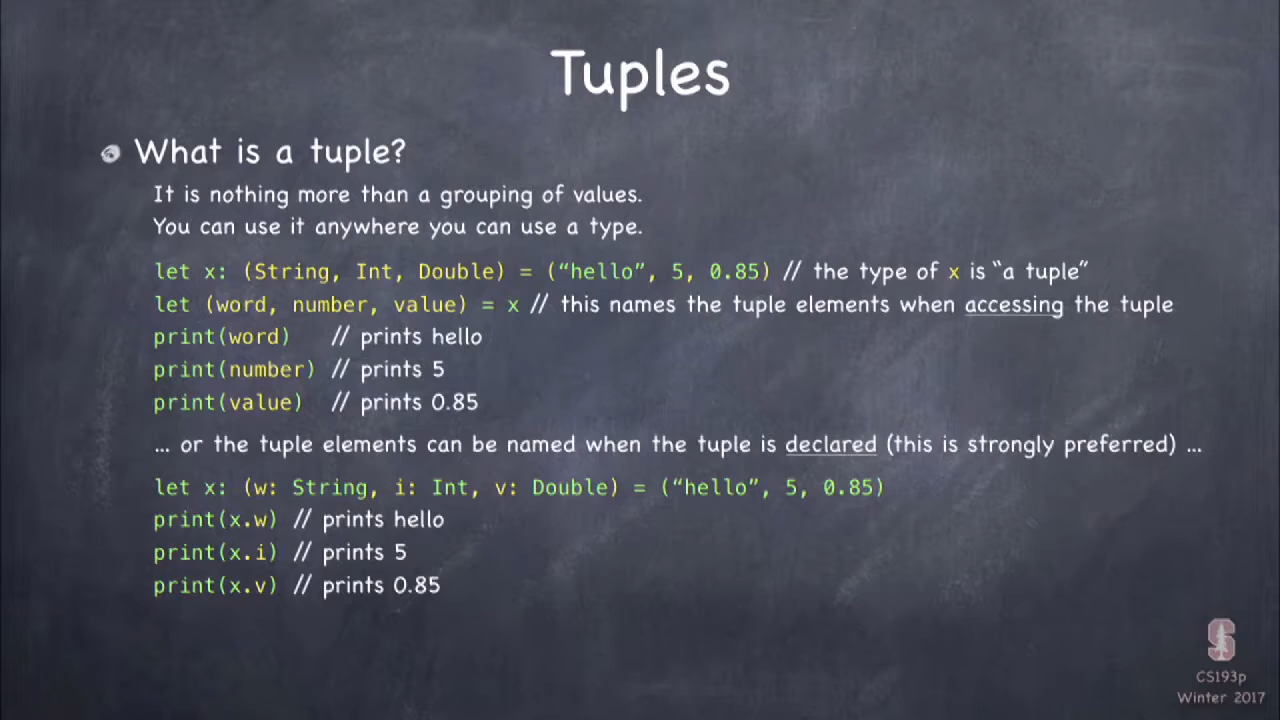 Tuples
What is a tuple?
It is nothing more than a grouping of values.
You can use it anywhere you can use a type.
let x: (String, Int, Double) = (“hello”, 5, 0.85) // the type of x is “a tuple”
let (word, number, value) = x // this names the tuple elements when accessing the tuple
print(word) // prints hello
print(number) // prints 5
print(value) // prints 0.85
... or the tuple elements can be named when the tuple is declared (this is strongly preferred) ...
let x: (w: String, i: Int, v: Double) = (“hello”, 5, 0.85)
print(x.w) // prints hello
print(x.i) // prints 5
print(x.v) // prints 0.85
S
CS193p
Winter 2017